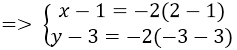 => { x − 1 = −2(2 − 1)
y − 3 = −2(−3 − 3)